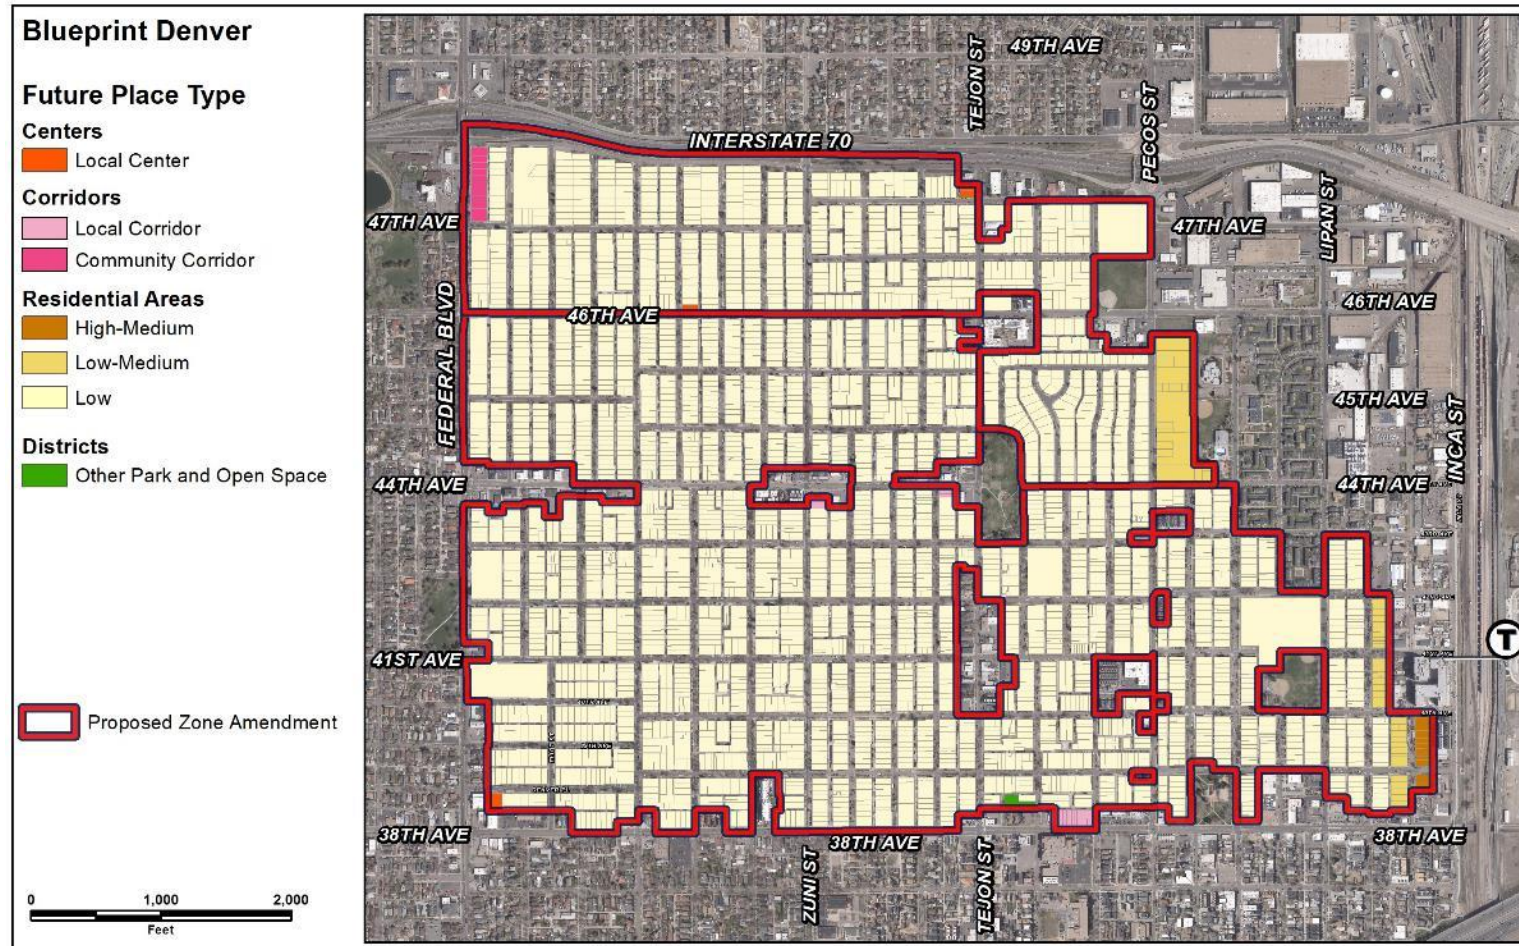 Blueprint Denver
Future Place Type
Centers
Local Center
Corridors
Local Corridor
Community Corridor
Residential Areas
High-Medium
Low-Medium
Low
Districts
Other Park and Open Space
Proposed Zone Amendment
0 1,000 2,000
Feet
TEJON ST
49TH AVE
PECOS ST
INTERSTATE 70
LIPAN ST
47TH AVE
47TH AVE
46TH AVE
46TH AVE
FEDERAL BLVD
45TH AVE
INCA ST
44TH AVE
44TH AVE
41ST AVE
T
38TH AVE
38TH AVE
38TH AVE
ZUNI ST
TEJON ST